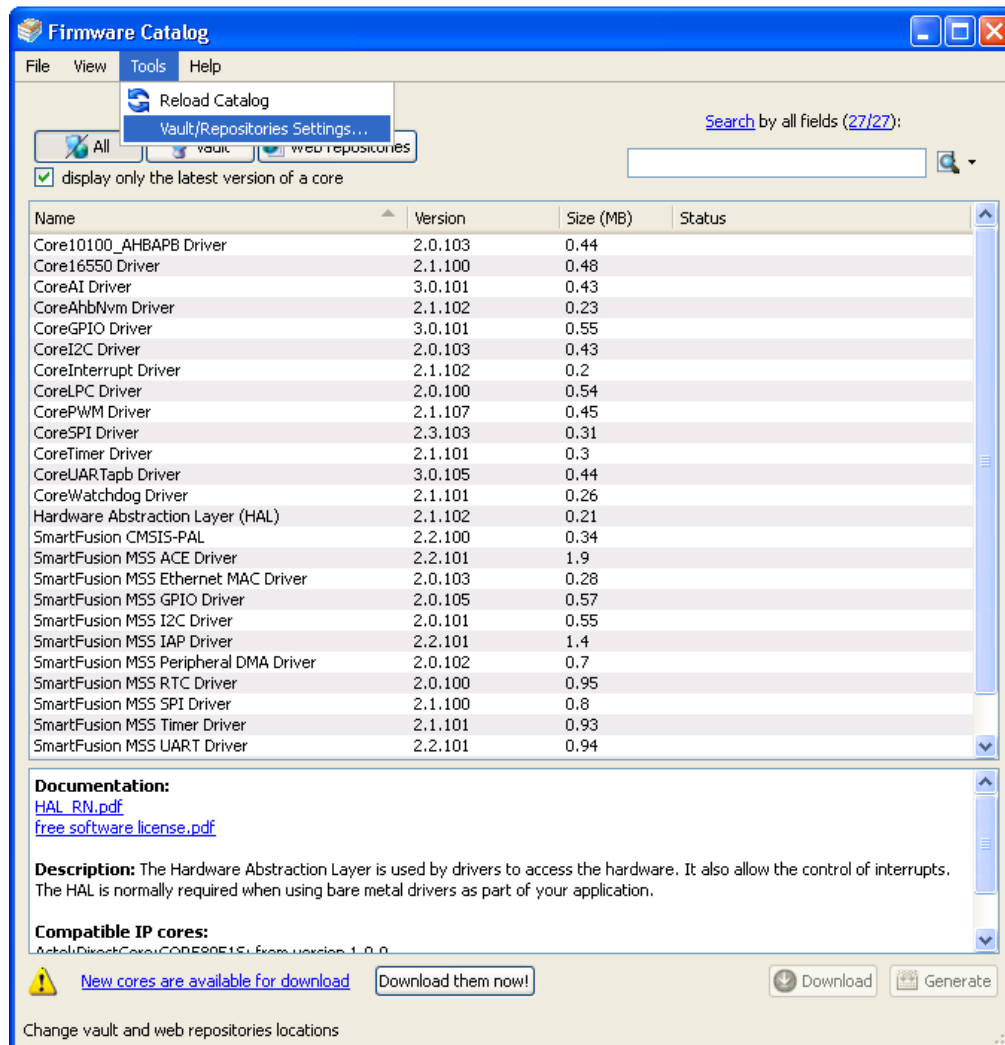 Firmware Catalog
File View Tools Help
Reload Catalog
Vault/Repositories Settings...
Search by all fields (27/27):
All Vault Web repositories
display only the latest version of a core
Name Version Size (MB) Status
Core10100_AHBAPB Driver 2.0.103 0.44
Core16550 Driver 2.1.100 0.48
CoreAI Driver 3.0.101 0.43
CoreAhbNvm Driver 2.1.102 0.23
CoreGPIO Driver 3.0.101 0.55
CoreI2C Driver 2.0.103 0.43
CoreInterrupt Driver 2.1.102 0.2
CoreLPC Driver 2.0.100 0.54
CorePWM Driver 2.1.107 0.45
CoreSPI Driver 2.3.103 0.31
CoreTimer Driver 2.1.101 0.3
CoreUARTapb Driver 3.0.105 0.44
CoreWatchdog Driver 2.1.101 0.26
Hardware Abstraction Layer (HAL) 2.1.102 0.21
SmartFusion CMSIS-PAL 2.2.100 0.34
SmartFusion MSS ACE Driver 2.2.101 1.9
SmartFusion MSS Ethernet MAC Driver 2.0.103 0.28
SmartFusion MSS GPIO Driver 2.0.105 0.57
SmartFusion MSS I2C Driver 2.0.101 0.55
SmartFusion MSS IAP Driver 2.2.101 1.4
SmartFusion MSS Peripheral DMA Driver 2.0.102 0.7
SmartFusion MSS RTC Driver 2.0.100 0.95
SmartFusion MSS SPI Driver 2.1.100 0.8
SmartFusion MSS Timer Driver 2.1.101 0.93
SmartFusion MSS UART Driver 2.2.101 0.94
Documentation:
HAL_RN.pdf
free software license.pdf
Description: The Hardware Abstraction Layer is used by drivers to access the hardware. It also allow the control of interrupts.
The HAL is normally required when using bare metal drivers as part of your application.
Compatible IP cores:
New cores are available for download Download them now! Download Generate
Change vault and web repositories locations